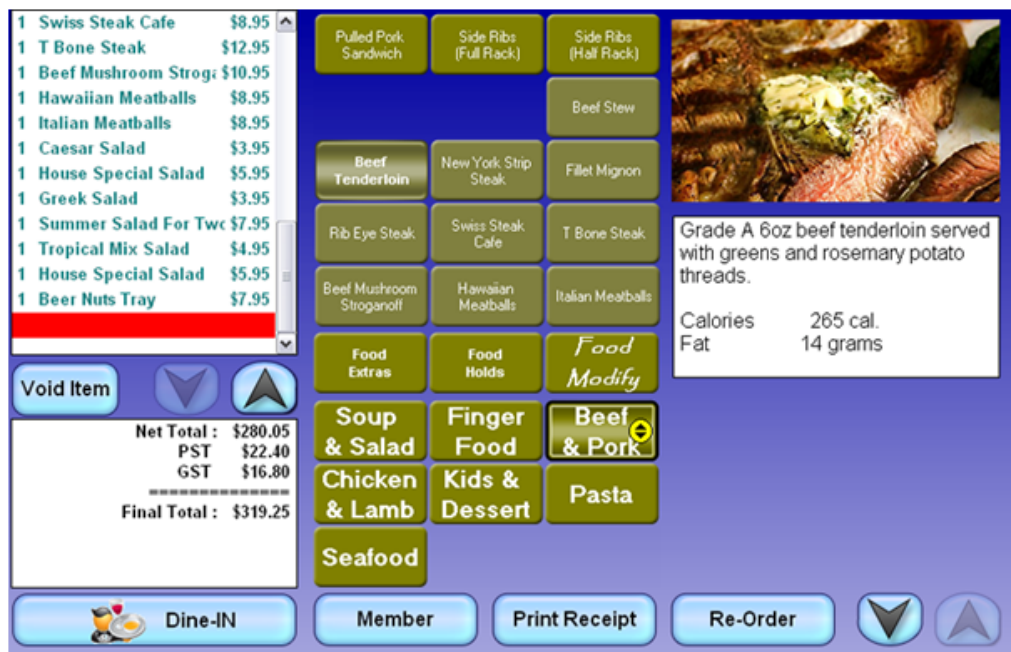 1 Swiss Steak Cafe $8.95
1 T Bone Steak $12.95
1 Beef Mushroom Stroga $10.95
1 Hawaiian Meatballs $8.95
1 Italian Meatballs $8.95
1 Caesar Salad $3.95
1 House Special Salad $5.95
1 Greek Salad $3.95
1 Summer Salad For Twc $7.95
1 Tropical Mix Salad $4.95
1 House Special Salad $5.95
1 Beer Nuts Tray $7.95
Void Item
Net Total : $280.05
PST $22.40
GST $16.80
==============
Final Total : $319.25
Dine-IN
Pulled Pork
Sandwich
Side Ribs
(Full Rack)
Side Ribs
(Half Rack)
Beef Stew
Beef
Tenderloin
New York Strip
Steak
Fillet Mignon
Rib Eye Steak
Swiss Steak
Cafe
T Bone Steak
Beef Mushroom
Stroganoff
Hawaiian
Meatballs
Italian Meatballs
Food
Extras
Food
Holds
Food
Modify
Soup
& Salad
Finger
Food
Beef
& Pork
Chicken
& Lamb
Kids &
Dessert
Pasta
Seafood
Member
Print Receipt
Grade A 6oz beef tenderloin served
with greens and rosemary potato
threads.
Calories 265 cal.
Fat 14 grams
Re-Order